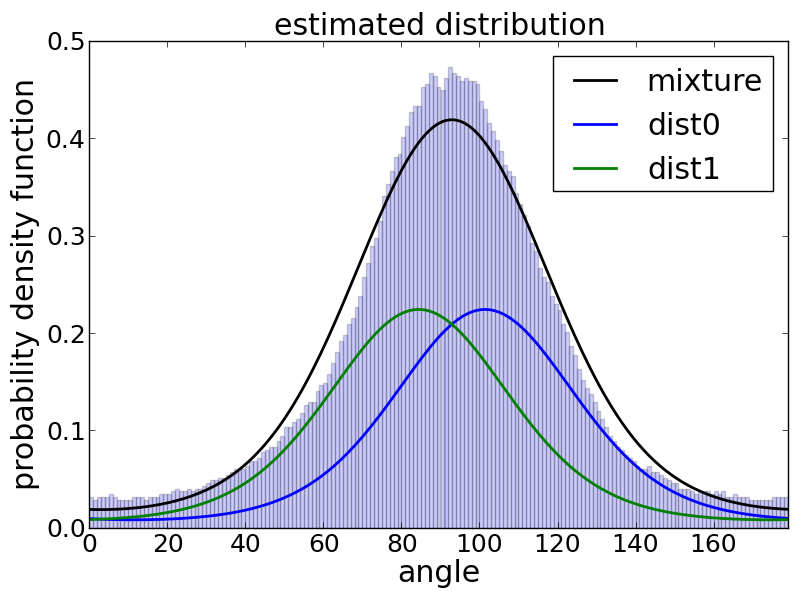 estimated distribution
0.5
0.4
0.3
0.2
0.1
0.0
probability density function
mixture
dist0
dist1
0 20 40 60 80 100 120 140 160
angle